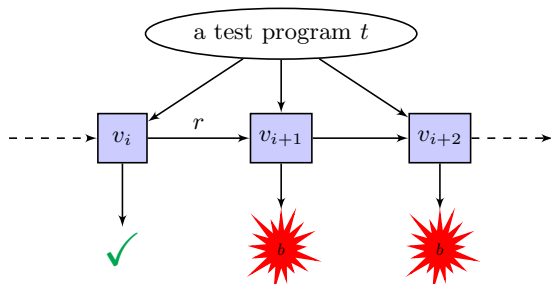 a test program t
r
v_i v_{i+1} v_{i+2}
b b